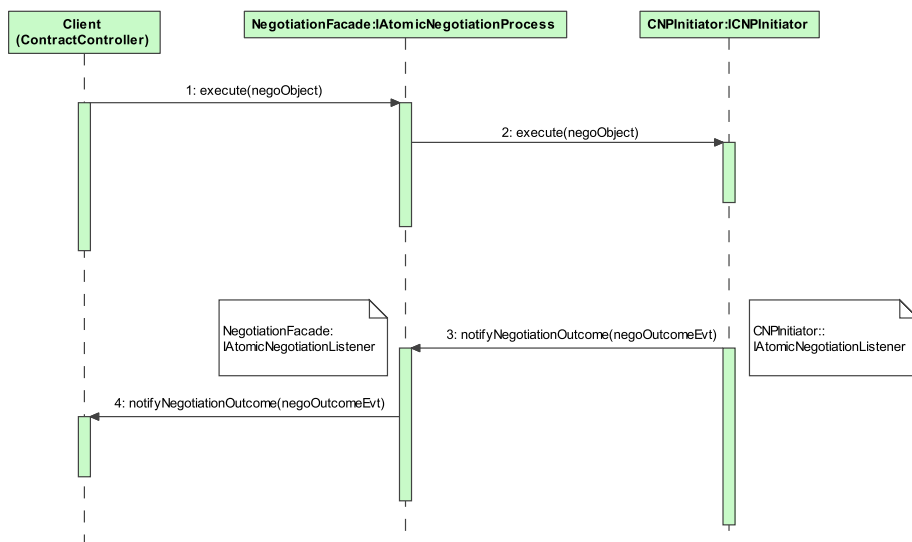 Client
(ContractController)
NegotiationFacade:IAtomicNegotiationProcess
CNPInitiator:ICNPInitiator
1: execute(negoObject)
2: execute(negoObject)
NegotiationFacade:
IAtomicNegotiationListener
3: notifyNegotiationOutcome(negoOutcomeEvt)
CNPInitiator::
IAtomicNegotiationListener
4: notifyNegotiationOutcome(negoOutcomeEvt)